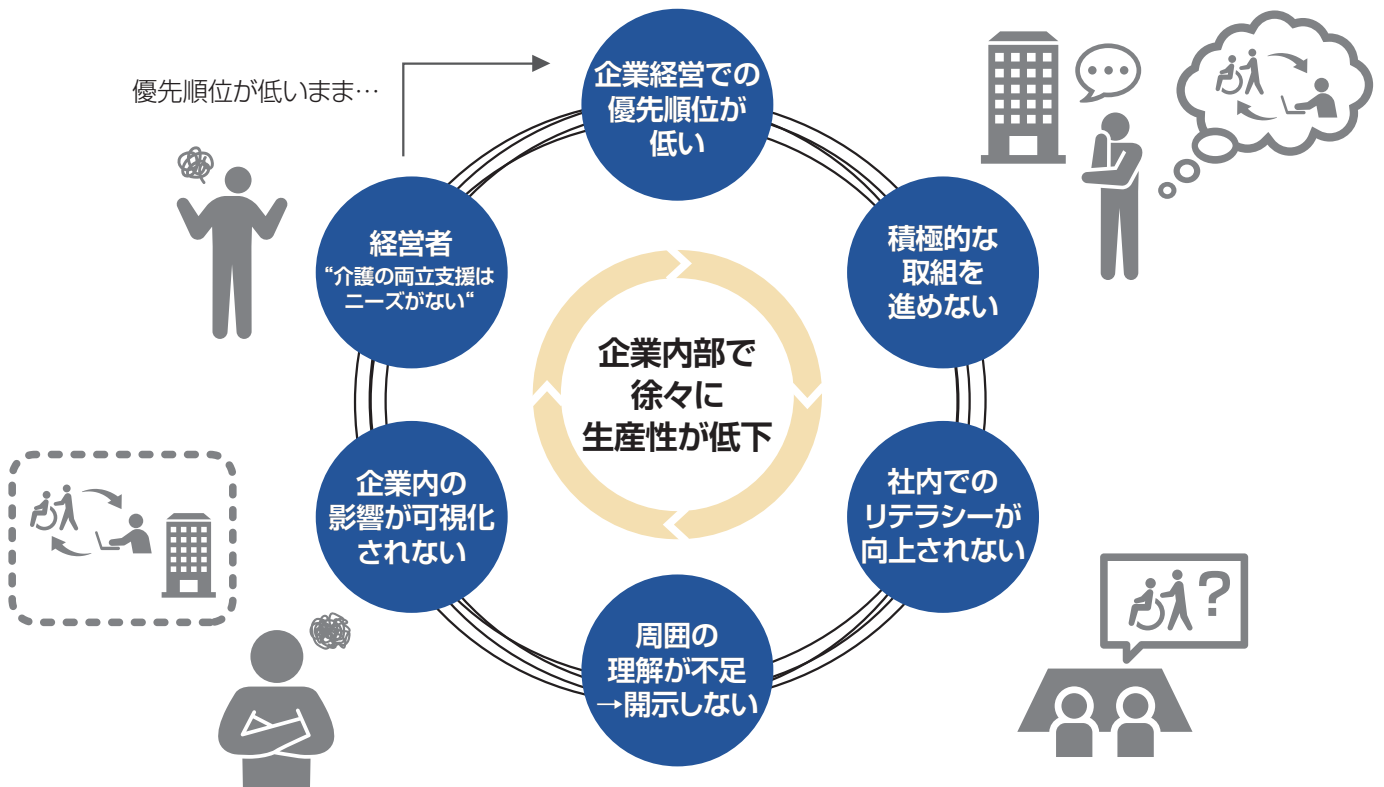 優先順位が低いまま…
企業経営での
優先順位が
低い
積極的な
取組を
進めない
社内での
リテラシーが
向上されない
周囲の
理解が不足
→開示しない
企業内の
影響が可視化
されない
経営者
“介護の両立支援は
ニーズがない“
企業内部で
徐々に
生産性が低下
?